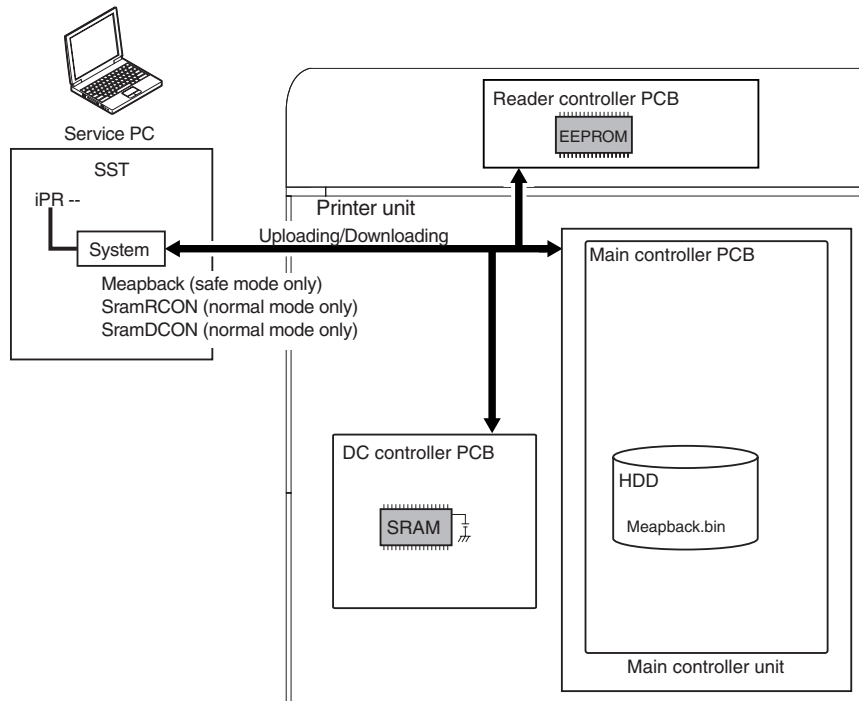 Service PC
SST
iPR --
System
Meapback (safe mode only)
SramRCON (normal mode only)
SramDCON (normal mode only)
Uploading/Downloading
Printer unit
Reader controller PCB
EEPROM
DC controller PCB
SRAM
Main controller PCB
HDD
Meapback.bin
Main controller unit